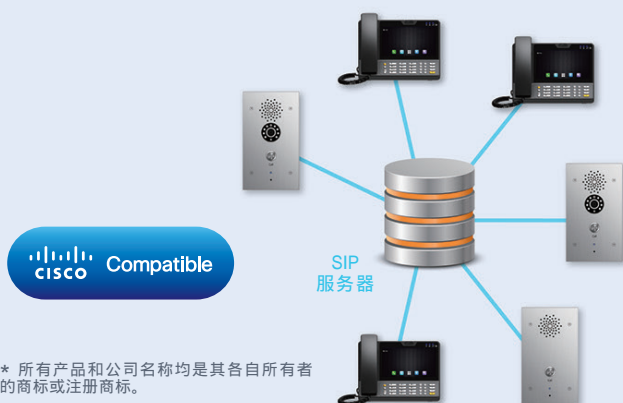 CISCO Compatible
SIP
服务器
* 所有产品和公司名称均是其各自所有者
的商标或注册商标。